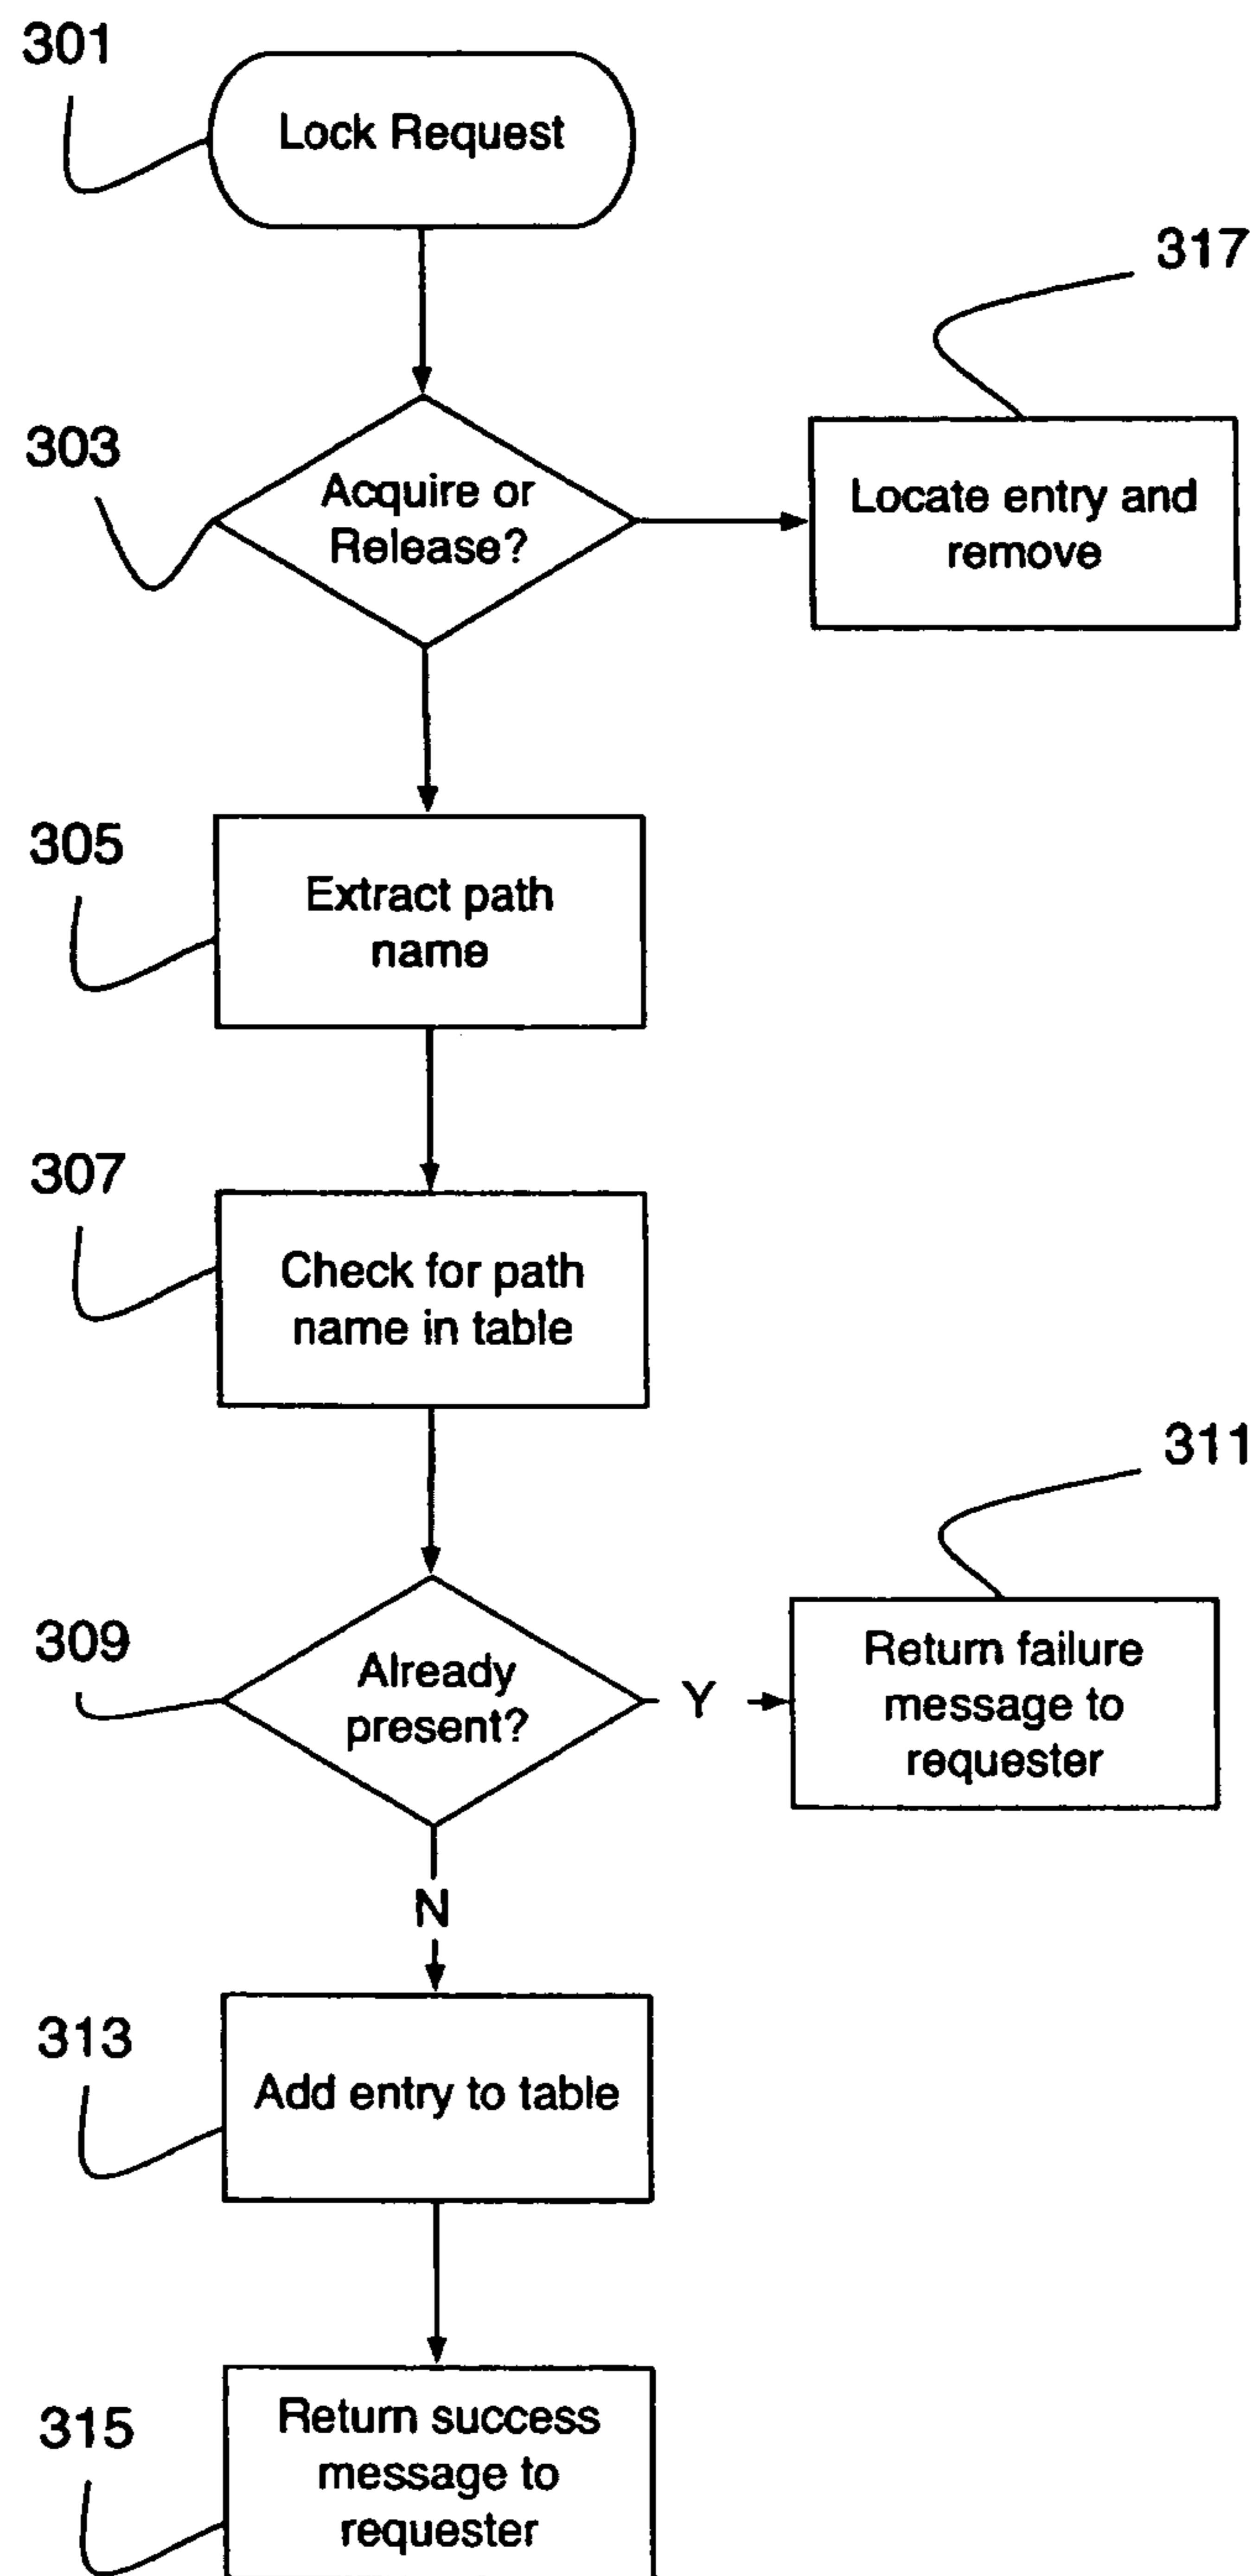 301
Lock Request
317
303
Acquire or
Release?
Locate entry and
remove
305
Extract path
name
307
Check for path
name in table
311
309
Already
present?
Y
Return failure
message to
requester
N
313
Add entry to table
315
Return success
message to
requester